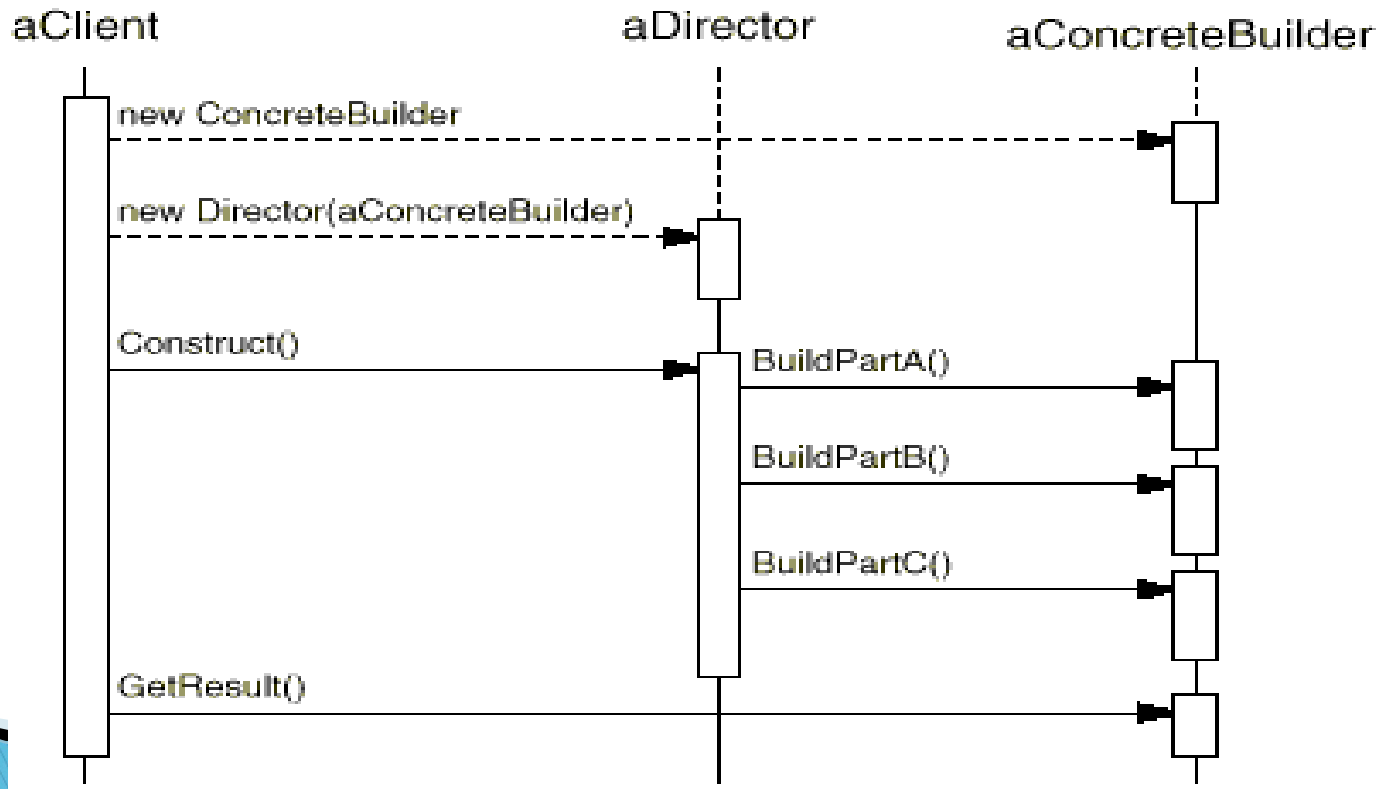 aClient
aDirector
aConcreteBuilder
new ConcreteBuilder
new Director(aConcreteBuilder)
Construct()
BuildPartA()
BuildPartB()
BuildPartC()
GetResult()